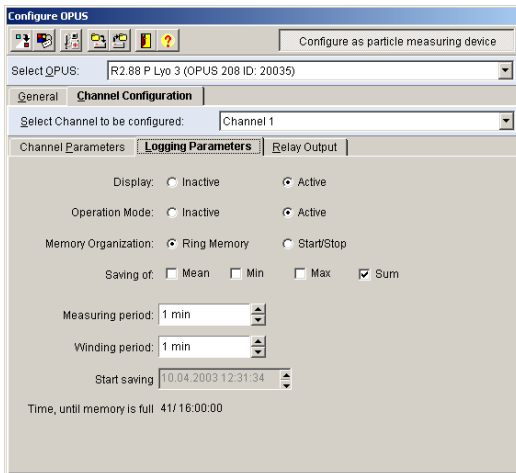 Configure OPUS
?
Configure as particle measuring device
Select OPUS: R2.88 P Lyo 3 (OPUS 208 ID: 20035)
General Channel Configuration
Select Channel to be configured: Channel 1
Channel Parameters Logging Parameters Relay Output
Display: Inactive Active
Operation Mode: Inactive Active
Memory Organization: Ring Memory Start/Stop
Saving of: Mean Min Max Sum
Measuring period: 1 min
Winding period: 1 min
Start saving 10.04.2003 12:31:34
Time, until memory is full 41/16:00:00